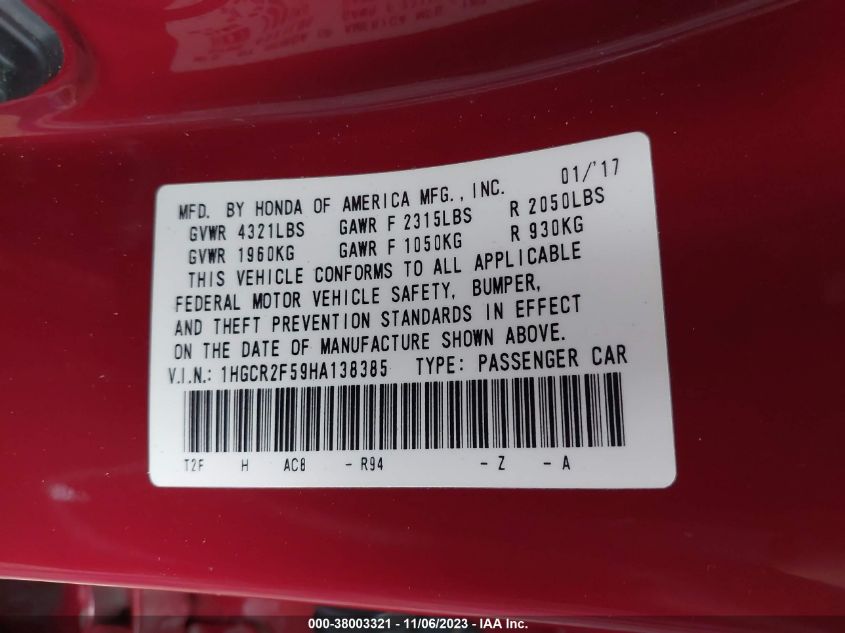 MFD. BY HONDA OF AMERICA MFG., INC. 01/'17
GVWR 4321LBS GAWR F 2315LBS R 2050LBS
GVWR 1960KG GAWR F 1050KG R 930KG
THIS VEHICLE CONFORMS TO ALL APPLICABLE
FEDERAL MOTOR VEHICLE SAFETY, BUMPER,
AND THEFT PREVENTION STANDARDS IN EFFECT
ON THE DATE OF MANUFACTURE SHOWN ABOVE.
V.I.N.: 1HGCR2F59HA138385 TYPE: PASSENGER CAR
T2F H AC8 - R94 - Z - A
000-38003321 - 11/06/2023 - IAA Inc.